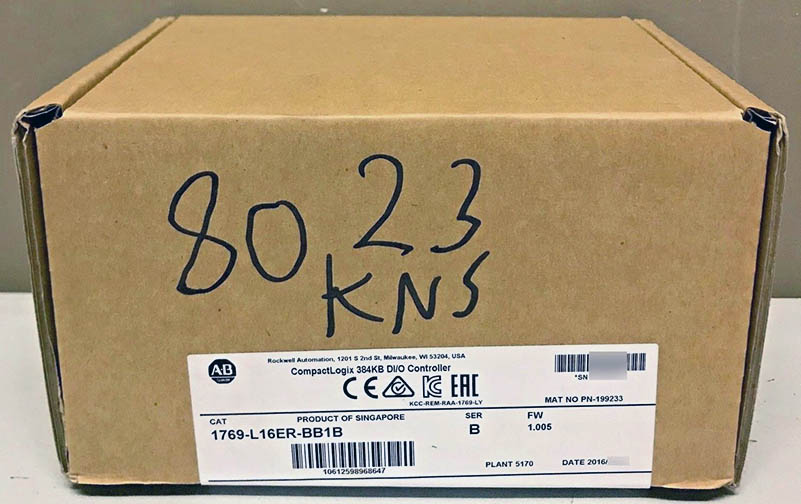 80 23
KNS
A-B
Rockwell Automation, 1201 S 2nd St, Milwaukee, WI 53204, USA
CompactLogix 384KB DI/O Controller
CE EAC
KCC-REM-RAA-1769-LY
*SN
MAT NO PN-199233
CAT
PRODUCT OF SINGAPORE
SER
FW
1769-L16ER-BB1B
B
1.005
10612598968647
PLANT 5170
DATE 2016/